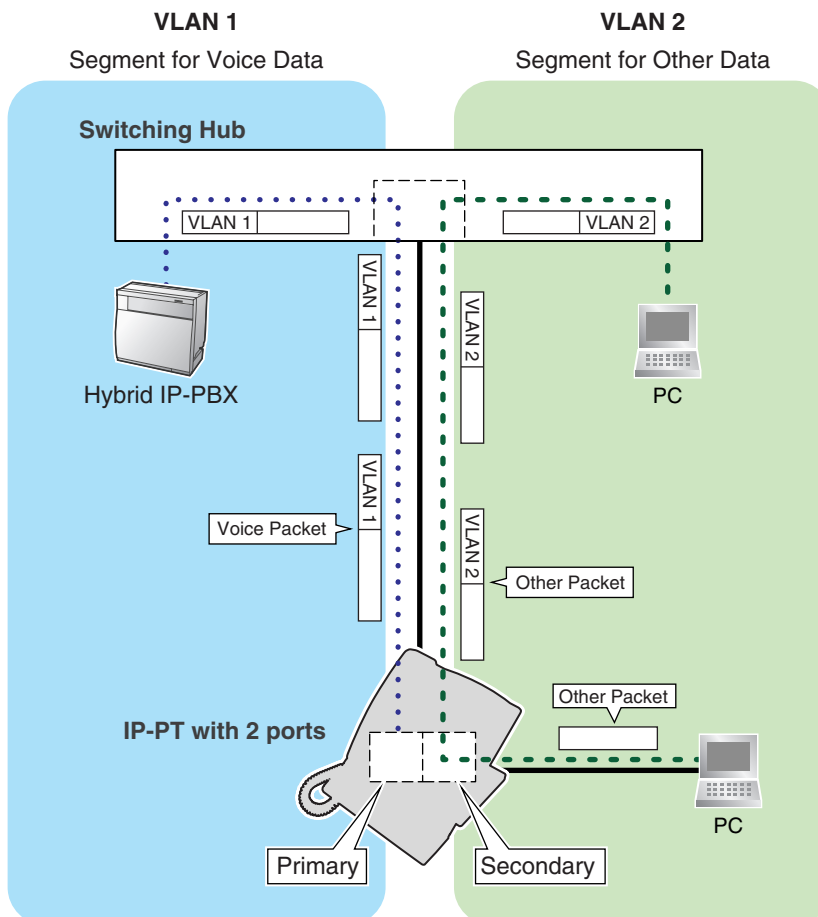 VLAN 1
Segment for Voice Data
VLAN 2
Segment for Other Data
Switching Hub
VLAN 1
VLAN 2
VLAN 1
VLAN 2
Hybrid IP-PBX
PC
VLAN 1
Voice Packet
VLAN 2
Other Packet
Other Packet
IP-PT with 2 ports
PC
Primary
Secondary